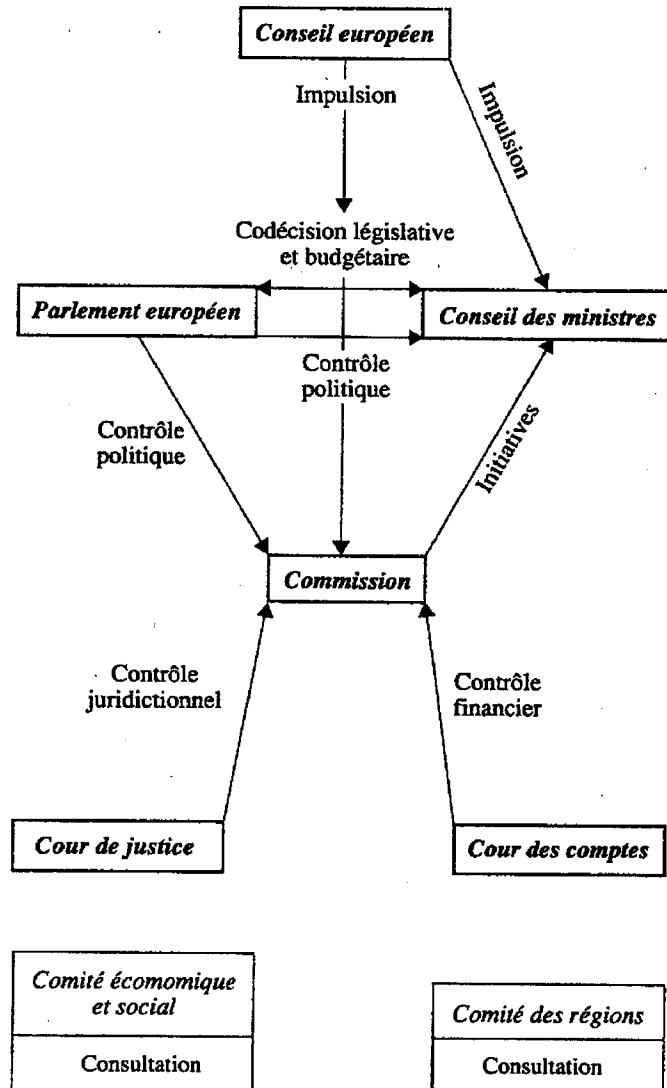 Conseil européen
Impulsion
Impulsion
Codécision législative
et budgétaire
Parlement européen
Conseil des ministres
Contrôle
politique
Contrôle
politique
Initiatives
Commission
Contrôle
juridictionnel
Contrôle
financier
Cour de justice
Cour des comptes
Comité écomomique
et social
Consultation
Comité des régions
Consultation